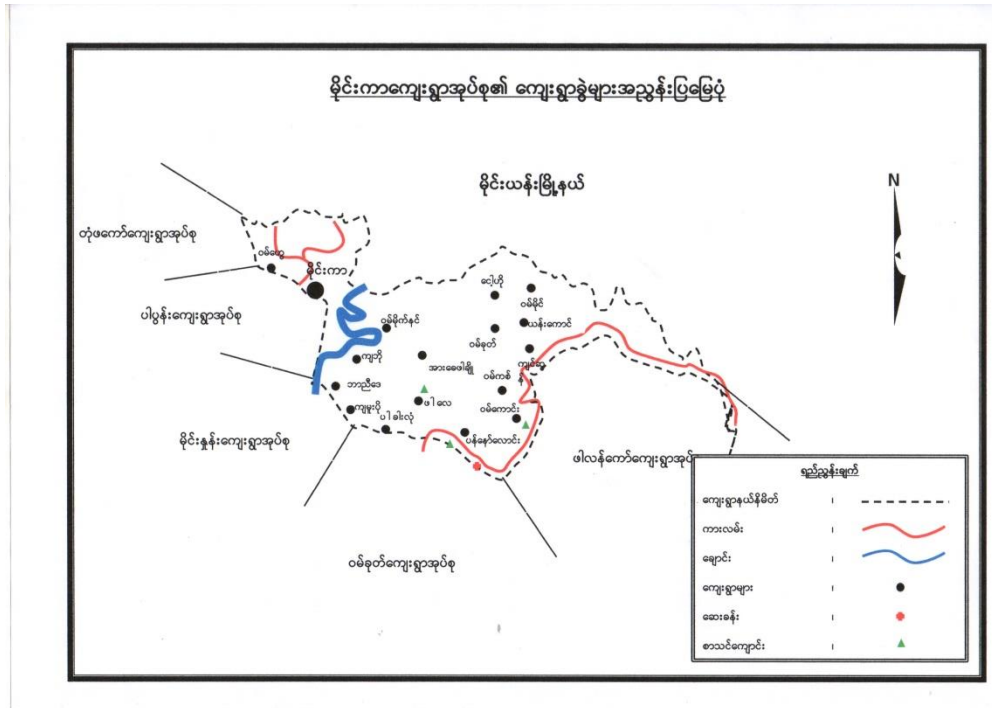 မိုင်းကာကျေးရွာအုပ်စု၏ ကျေးရွာခွဲများအညွှန်းပြမြေပုံ
မိုင်းယန်းမြို့နယ်
N
တုံဖကော်ကျေးရွာအုပ်စု
မိုင်းကာ
ပါပွန်းကျေးရွာအုပ်စု
ဝမ်မိုင်
ယန်းကောင်
ဝမ်မိုက်နင်
ဝမ်ခုတ်
ကျဘို
အားခေဖါချို
ဝမ်ကစ်
ဘာညီဒေ
ဖါလေ
ကျမူးပို
ပါခါးလုံ
ဝမ်ကောင်း
ပန်နော်လောင်း
မိုင်းနှုန်းကျေးရွာအုပ်စု
ဖါလန်ကော်ကျေးရွာအုပ်
ဝမ်ခုတ်ကျေးရွာအုပ်စု
ရည်ညွှန်းချက်
ကျေးရွာနယ်နိမိတ် ၊
ကားလမ်း ၊
ချောင်း ၊
ကျေးရွာများ ၊
ဆေးခန်း ၊
စာသင်ကျောင်း ၊